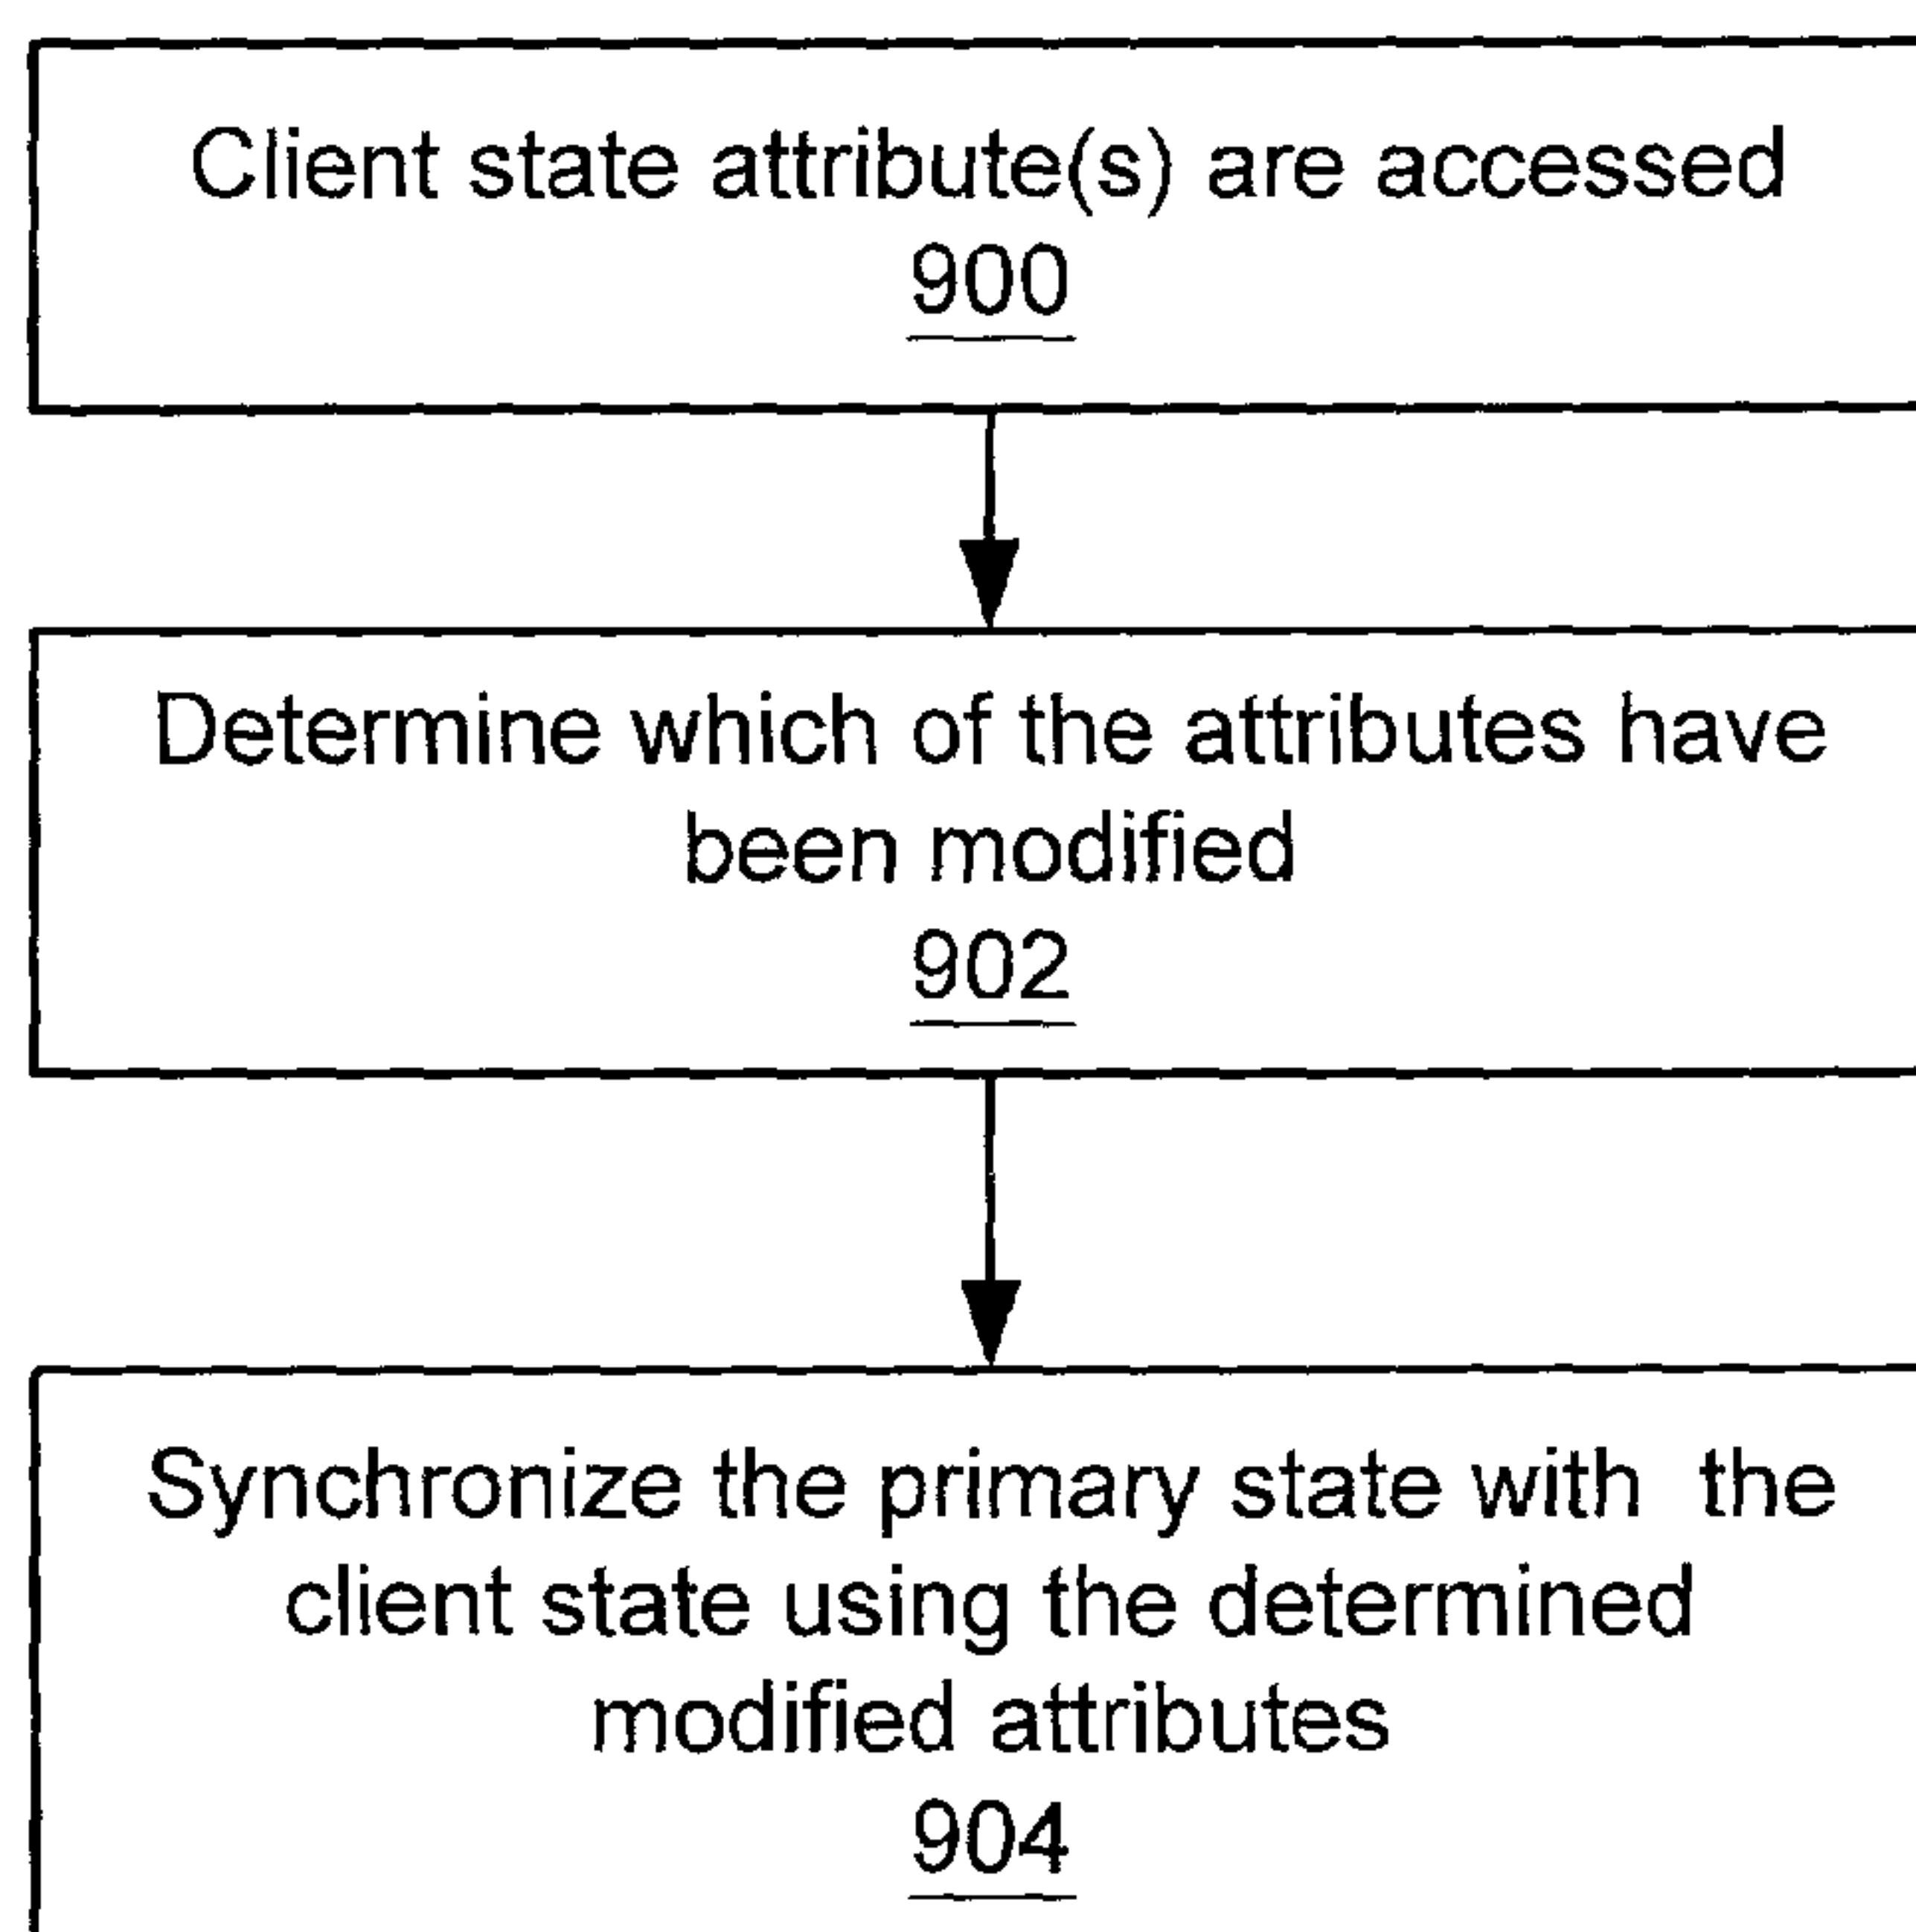 Client state attribute(s) are accessed
900
Determine which of the attributes have
been modified
902
Synchronize the primary state with the
client state using the determined
modified attributes
904